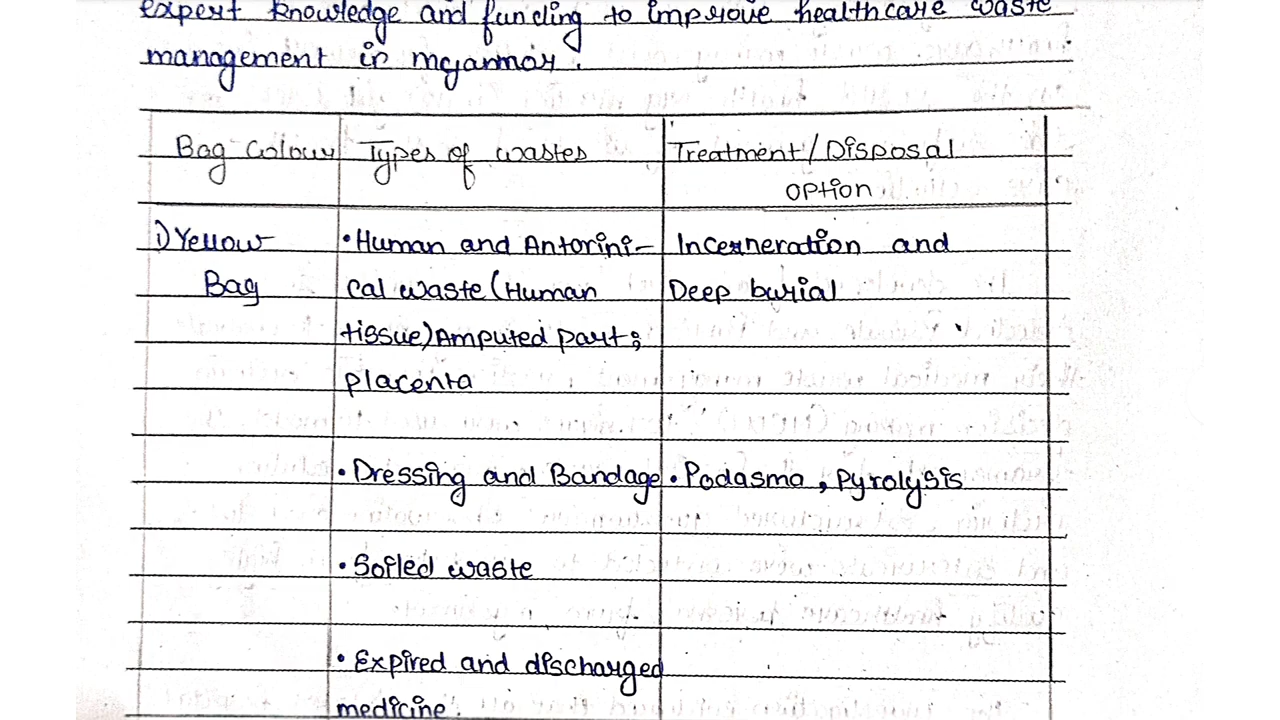 expert knowledge and funding to improve healthcare waste
management in myanmar.
Bag Colour | Types of wastes | Treatment/Disposal
option
1) Yellow | •Human and Antorini- | Incerneration and
Bag | cal waste (Human | Deep burial
tissue) Amputed part;
placenta
•Dressing and Bandage | •Podasma, pyrolysis
•Soiled waste
•Expired and discharged
medicine.